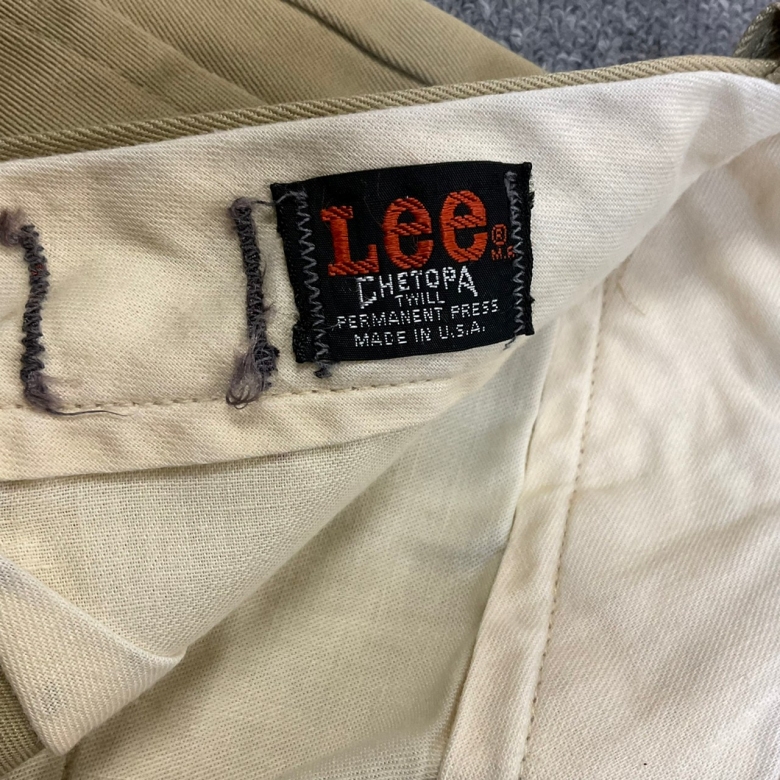 Lee®
M.R.
CHETOPA
TWILL
PERMANENT PRESS
MADE IN U.S.A.